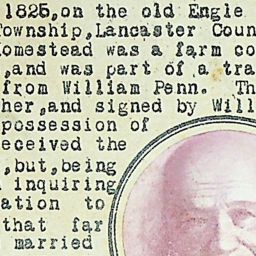 1825,on the old Engle
Township,Lancaster Coun
Homestead was a farm co
,and was part of a tra
from William Penn. Th
her,and signed by Will
possession of
eceived the
,but,being
inquiring
ation to
that far
married